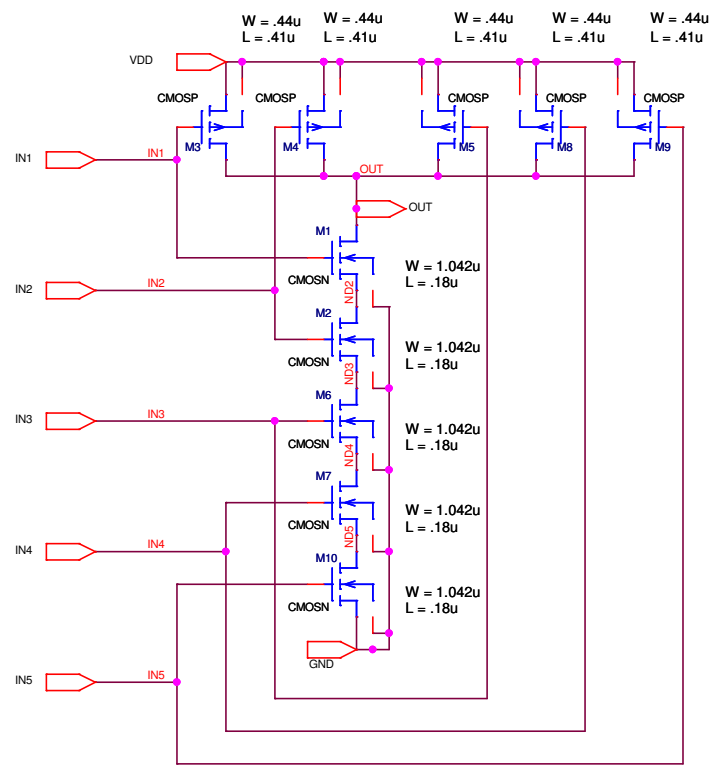 W = .44u
L = .41u
W = .44u
L = .41u
W = .44u
L = .41u
W = .44u
L = .41u
W = .44u
L = .41u
VDD
CMOSP
CMOSP
CMOSP
CMOSP
CMOSP
M3
M4
M5
M8
M9
IN1
IN1
OUT
OUT
M1
CMOSN
W = 1.042u
L = .18u
ND2
IN2
IN2
M2
CMOSN
W = 1.042u
L = .18u
ND3
M6
IN3
IN3
CMOSN
W = 1.042u
L = .18u
ND4
M7
CMOSN
W = 1.042u
L = .18u
ND5
IN4
IN4
M10
CMOSN
W = 1.042u
L = .18u
GND
IN5
IN5